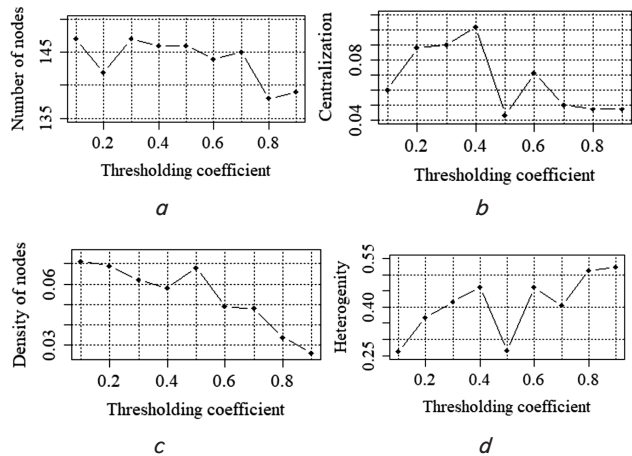 Number of nodes
145
135
0.2 0.4 0.6 0.8
Thresholding coefficient
a
Centralization
0.08
0.04
0.2 0.4 0.6 0.8
Thresholding coefficient
b
Density of nodes
0.06
0.03
0.2 0.4 0.6 0.8
Thresholding coefficient
c
Heterogenity
0.55
0.40
0.25
0.2 0.4 0.6 0.8
Thresholding coefficient
d